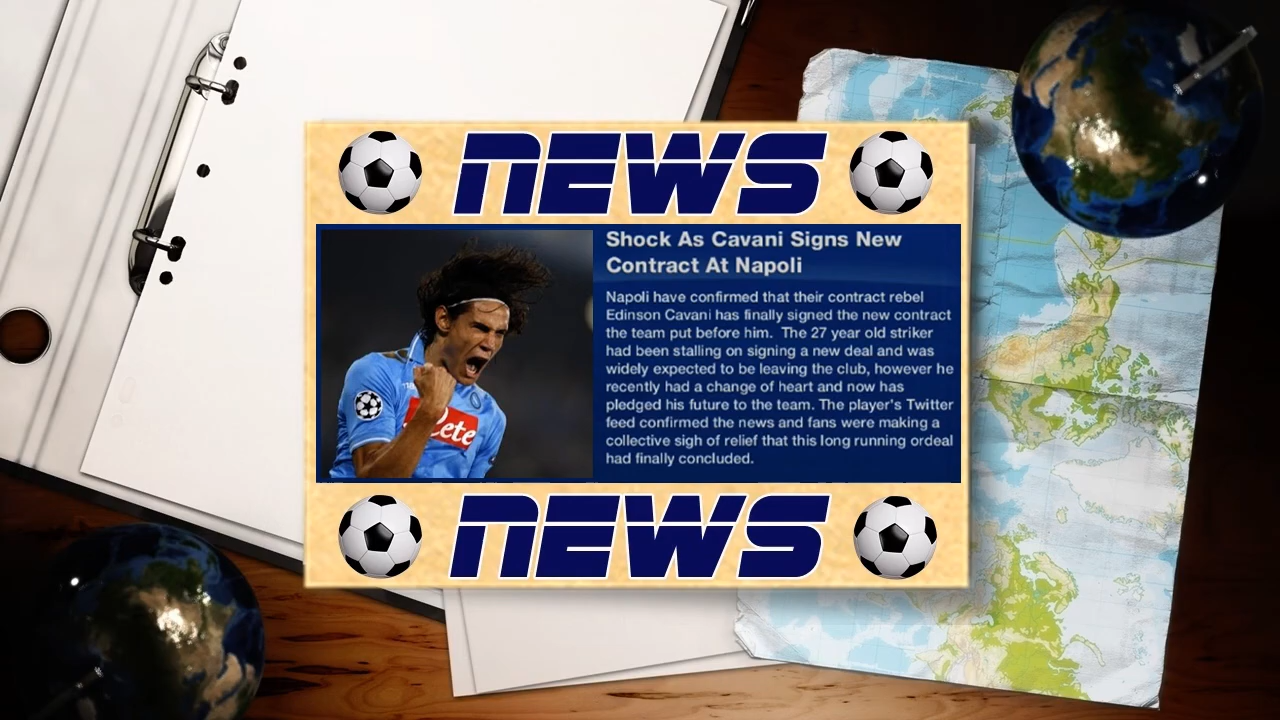 NEWS
Shock As Cavani Signs New
Contract At Napoli
Napoli have confirmed that their contract rebel
Edinson Cavani has finally signed the new contract
the team put before him.  The 27 year old striker
had been stalling on signing a new deal and was
widely expected to be leaving the club, however he
recently had a change of heart and now has
pledged his future to the team. The player's Twitter
feed confirmed the news and fans were making a
collective sigh of relief that this long running ordeal
had finally concluded.
Lete
NEWS